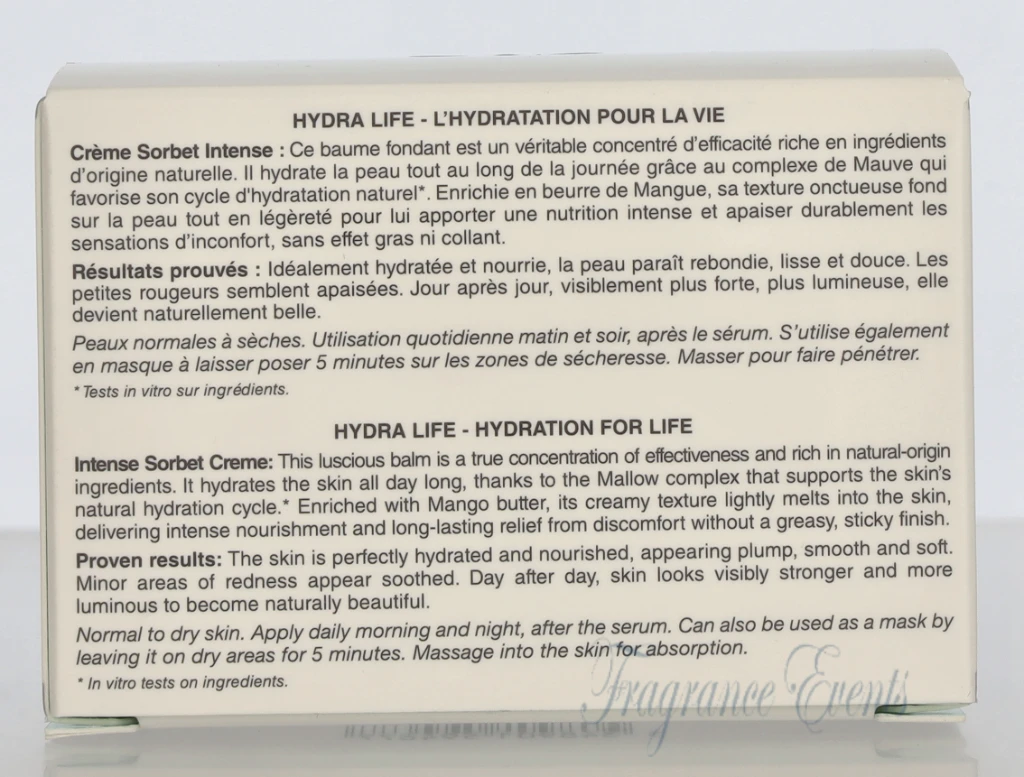 HYDRA LIFE - L'HYDRATATION POUR LA VIE
Crème Sorbet Intense : Ce baume fondant est un véritable concentré d'efficacité riche en ingrédients
d'origine naturelle. Il hydrate la peau tout au long de la journée grâce au complexe de Mauve qui
favorise son cycle d'hydratation naturel*. Enrichie en beurre de Mangue, sa texture onctueuse fond
sur la peau tout en légèreté pour lui apporter une nutrition intense et apaiser durablement les
sensations d'inconfort, sans effet gras ni collant.
Résultats prouvés : Idéalement hydratée et nourrie, la peau paraît rebondie, lisse et douce. Les
petites rougeurs semblent apaisées. Jour après jour, visiblement plus forte, plus lumineuse, elle
devient naturellement belle.
Peaux normales à sèches. Utilisation quotidienne matin et soir, après le sérum. S'utilise également
en masque à laisser poser 5 minutes sur les zones de sécheresse. Masser pour faire pénétrer.
* Tests in vitro sur ingrédients.
HYDRA LIFE - HYDRATION FOR LIFE
Intense Sorbet Creme: This luscious balm is a true concentration of effectiveness and rich in natural-origin
ingredients. It hydrates the skin all day long, thanks to the Mallow complex that supports the skin's
natural hydration cycle.* Enriched with Mango butter, its creamy texture lightly melts into the skin,
delivering intense nourishment and long-lasting relief from discomfort without a greasy, sticky finish.
Proven results: The skin is perfectly hydrated and nourished, appearing plump, smooth and soft.
Minor areas of redness appear soothed. Day after day, skin looks visibly stronger and more
luminous to become naturally beautiful.
Normal to dry skin. Apply daily morning and night, after the serum. Can also be used as a mask by
leaving it on dry areas for 5 minutes. Massage into the skin for absorption.
* In vitro tests on ingredients.
Fragrance Events